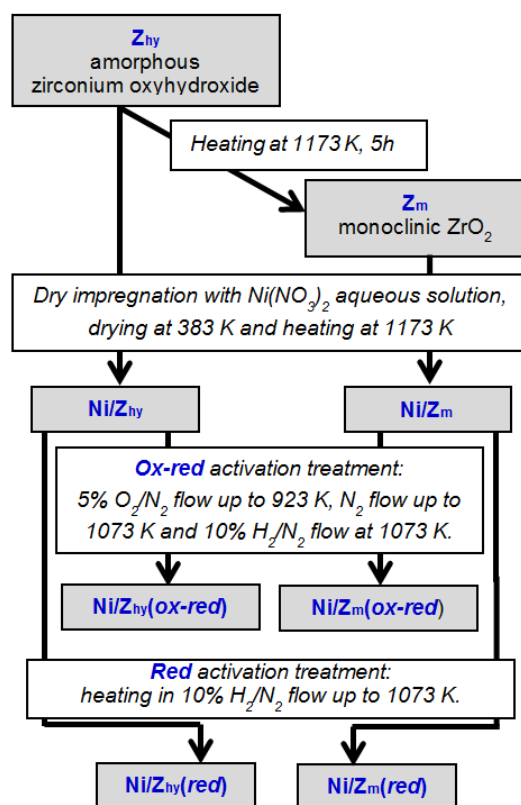 Zhy
amorphous
zirconium oxyhydroxide
Heating at 1173 K, 5h
Zm
monoclinic ZrO2
Dry impregnation with Ni(NO3)2 aqueous solution,
drying at 383 K and heating at 1173 K
Ni/Zhy
Ni/Zm
Ox-red activation treatment:
5% O2/N2 flow up to 923 K, N2 flow up to
1073 K and 10% H2/N2 flow at 1073 K.
Ni/Zhy(ox-red)
Ni/Zm(ox-red)
Red activation treatment:
heating in 10% H2/N2 flow up to 1073 K.
Ni/Zhy(red)
Ni/Zm(red)